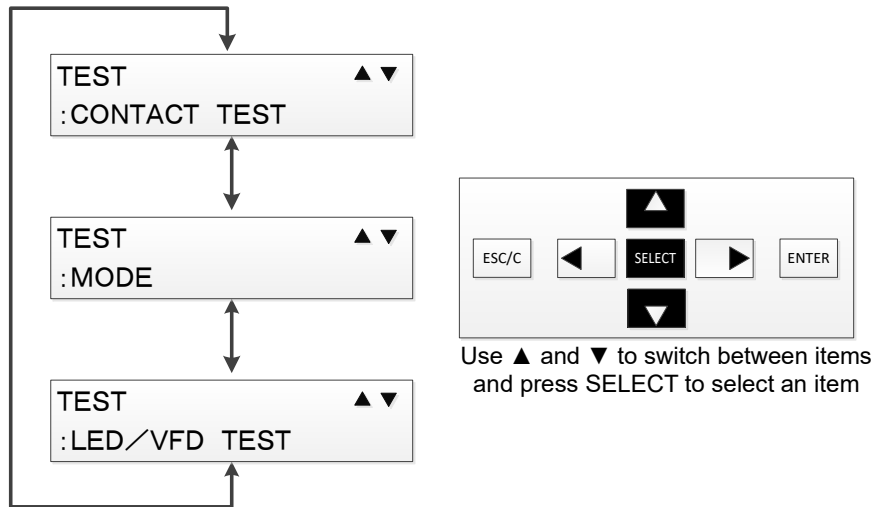 TEST ▲ ▼
:CONTACT TEST
TEST ▲ ▼
:MODE
TEST ▲ ▼
:LED／VFD TEST
ESC/C ◀ SELECT ▶ ENTER
Use ▲ and ▼ to switch between items
and press SELECT to select an item